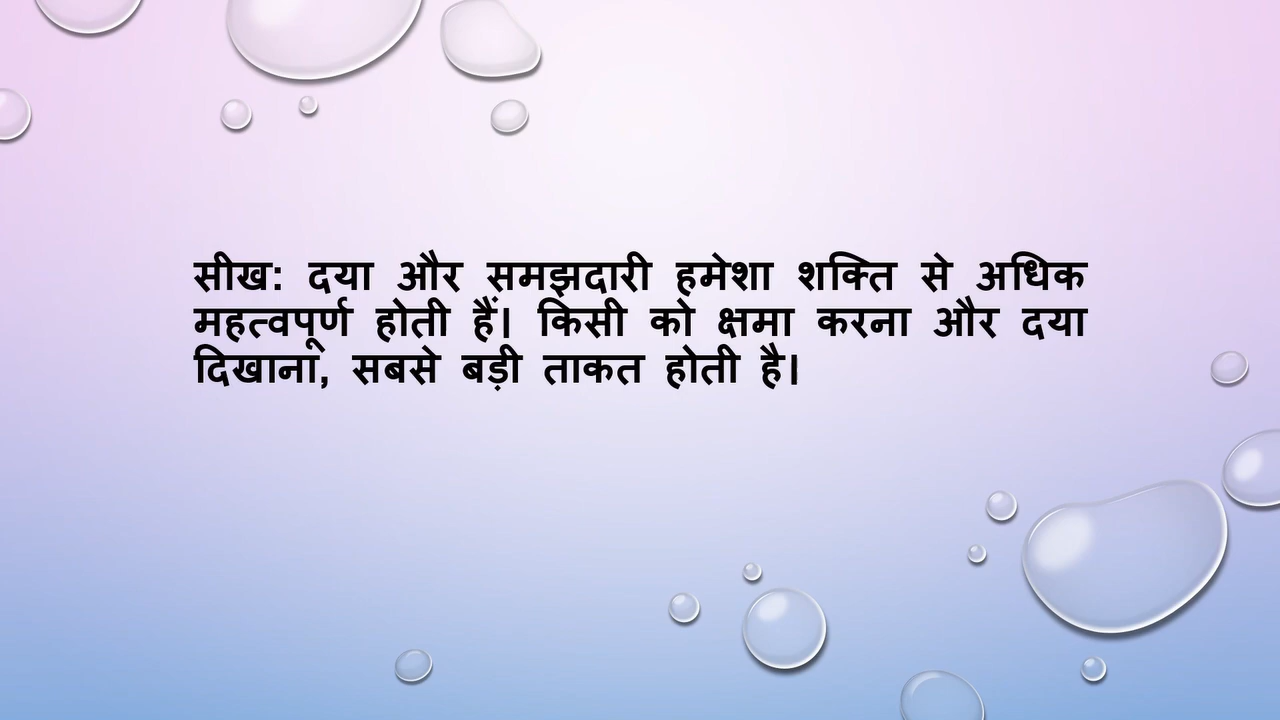 सीख: दया और समझदारी हमेशा शक्ति से अधिक
महत्वपूर्ण होती हैं। किसी को क्षमा करना और दया
दिखाना, सबसे बड़ी ताकत होती है।